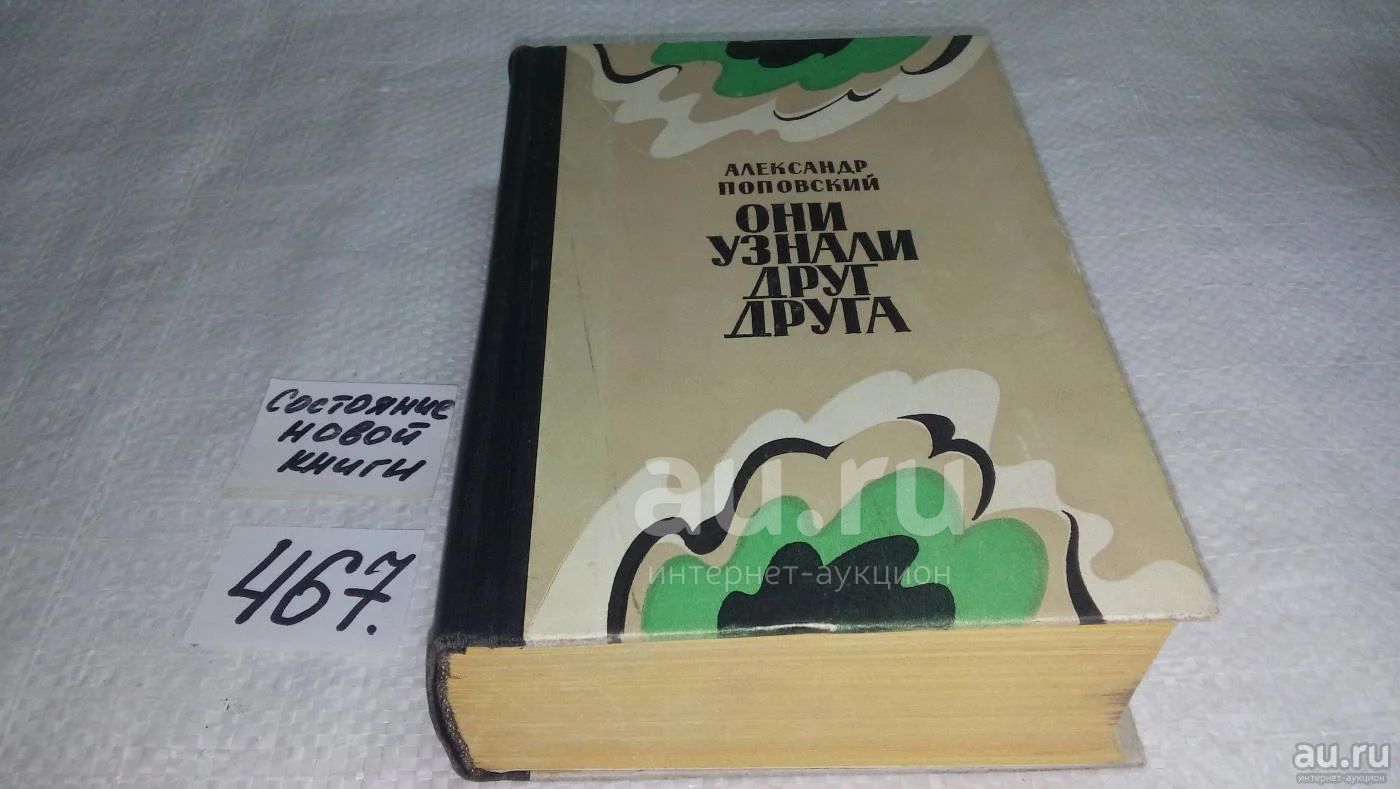 АЛЕКСАНДР
ПОПОВСКИЙ
ОНИ
УЗНАЛИ
ДРУГ
ДРУГА
Состояние
новой
книги
467.
au.ru
интернет-аукцион
au.ru
интернет-аукцион